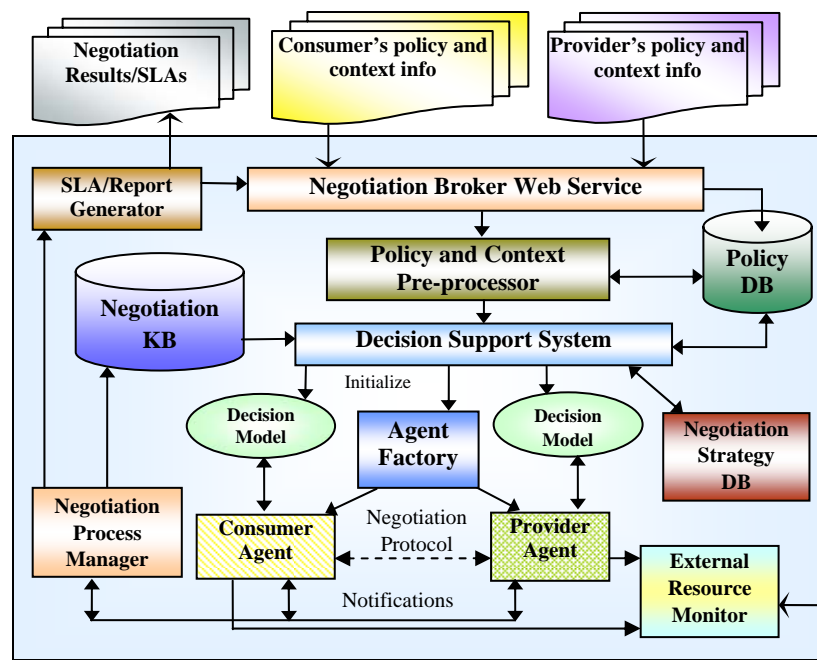 Negotiation
Results/SLAs
Consumer's policy and
context info
Provider's policy and
context info
SLA/Report
Generator
Negotiation Broker Web Service
Policy and Context
Pre-processor
Policy
DB
Negotiation
KB
Decision Support System
Initialize
Decision
Model
Agent
Factory
Decision
Model
Negotiation
Strategy
DB
Negotiation
Process
Manager
Consumer
Agent
Negotiation
Protocol
Provider
Agent
External
Resource
Monitor
Notifications